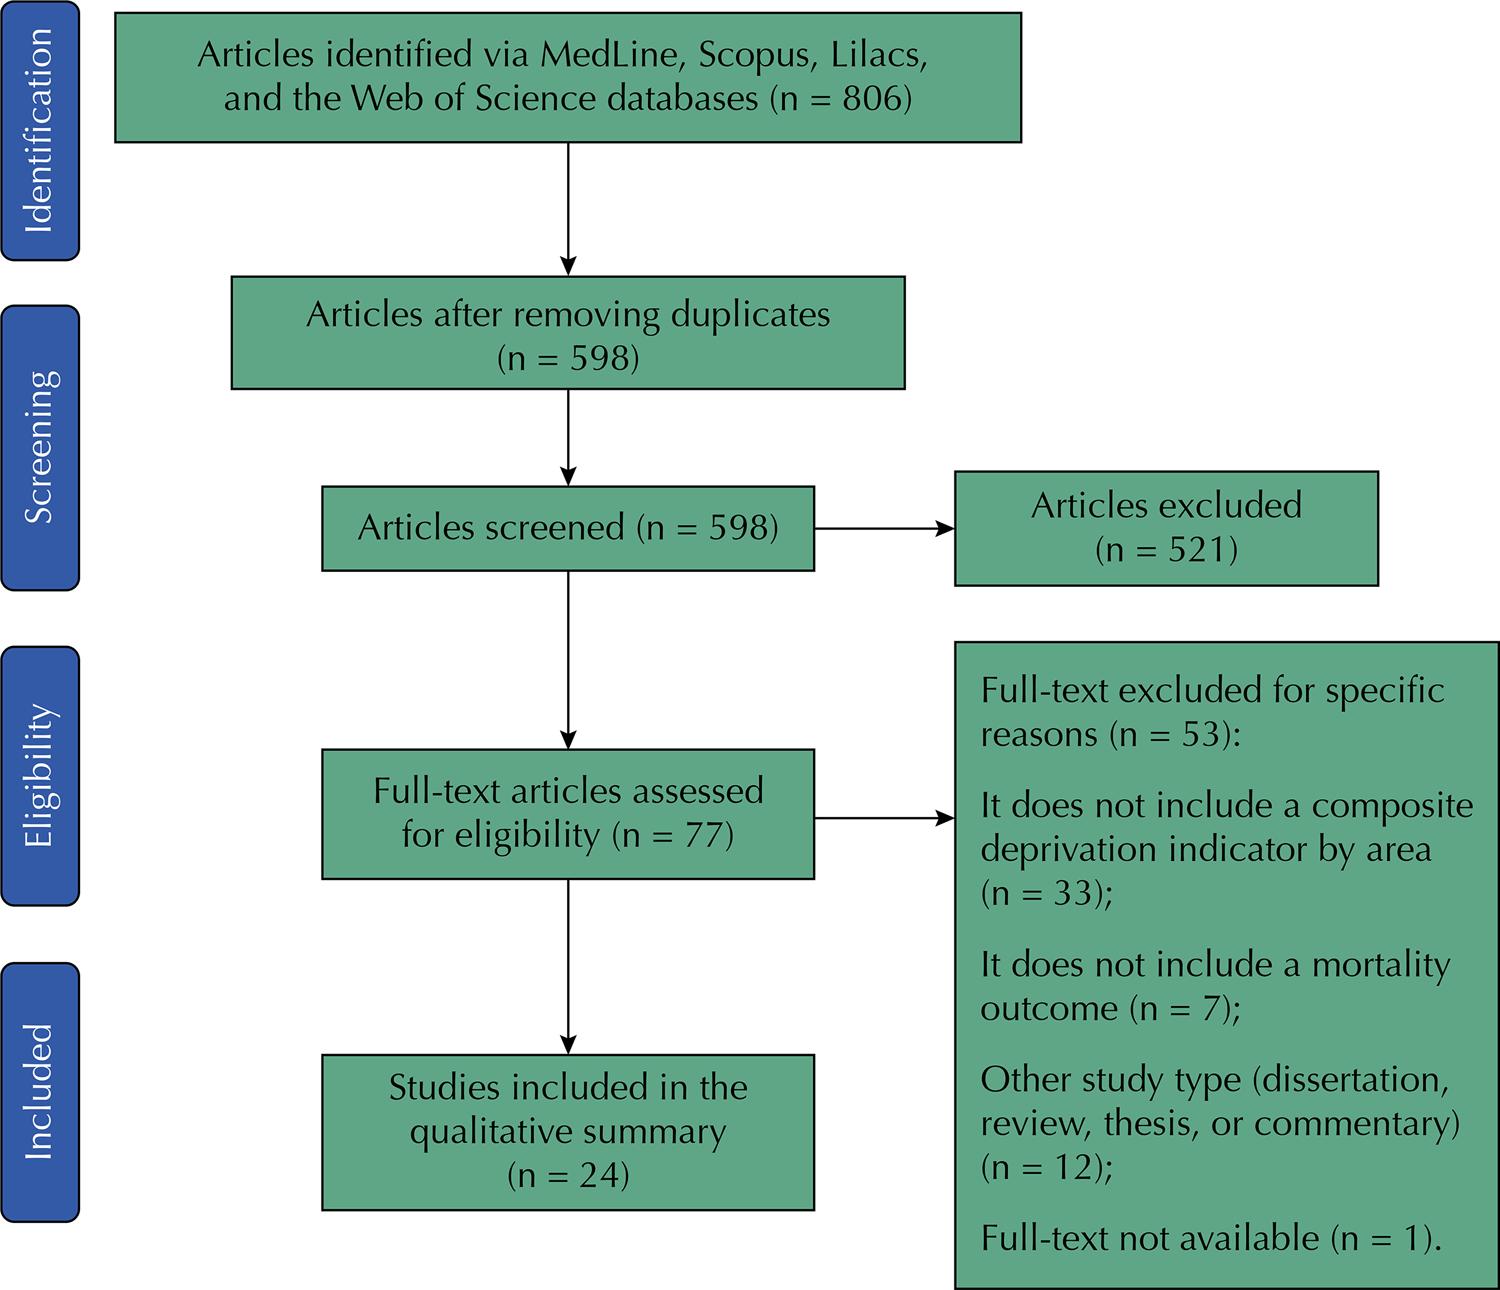 Identification
Articles identified via MedLine, Scopus, Lilacs,
and the Web of Science databases (n = 806)
Screening
Articles after removing duplicates
(n = 598)
Articles screened (n = 598)
Articles excluded
(n = 521)
Eligibility
Full-text articles assessed
for eligibility (n = 77)
Full-text excluded for specific
reasons (n = 53):
It does not include a composite
deprivation indicator by area
(n = 33);
It does not include a mortality
outcome (n = 7);
Other study type (dissertation,
review, thesis, or commentary)
(n = 12);
Full-text not available (n = 1).
Included
Studies included in the
qualitative summary
(n = 24)